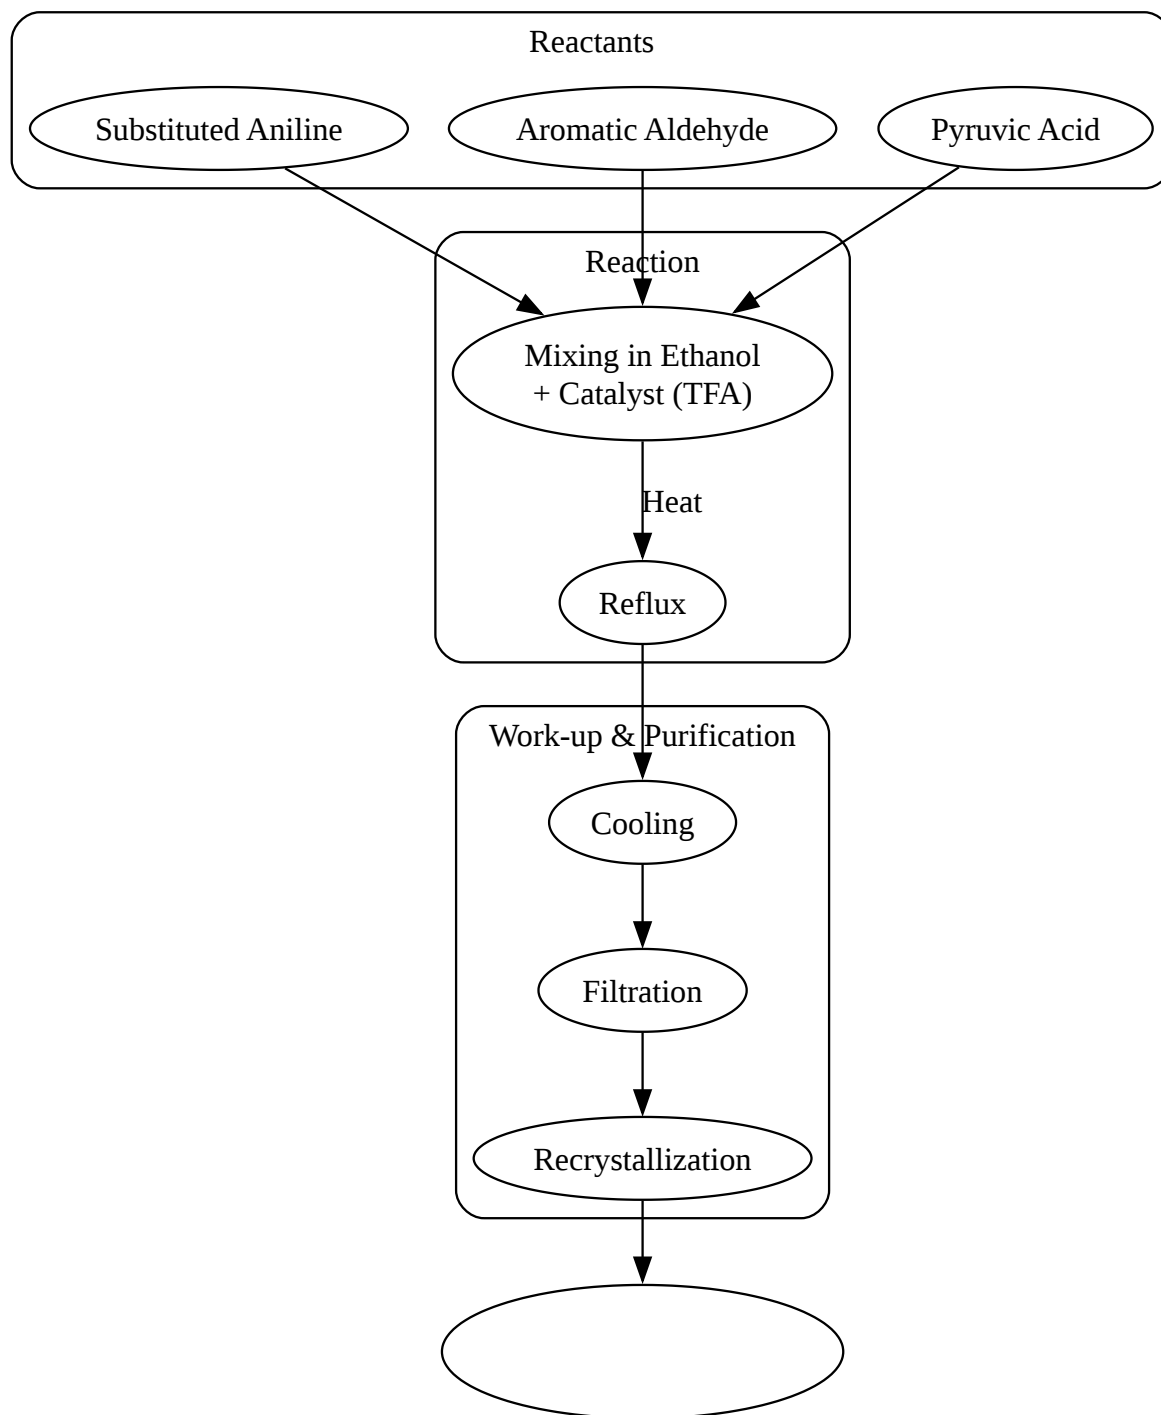 Reactants
Substituted Aniline
Aromatic Aldehyde
Pyruvic Acid
Reaction
Mixing in Ethanol
+ Catalyst (TFA)
Heat
Reflux
Work-up & Purification
Cooling
Filtration
Recrystallization